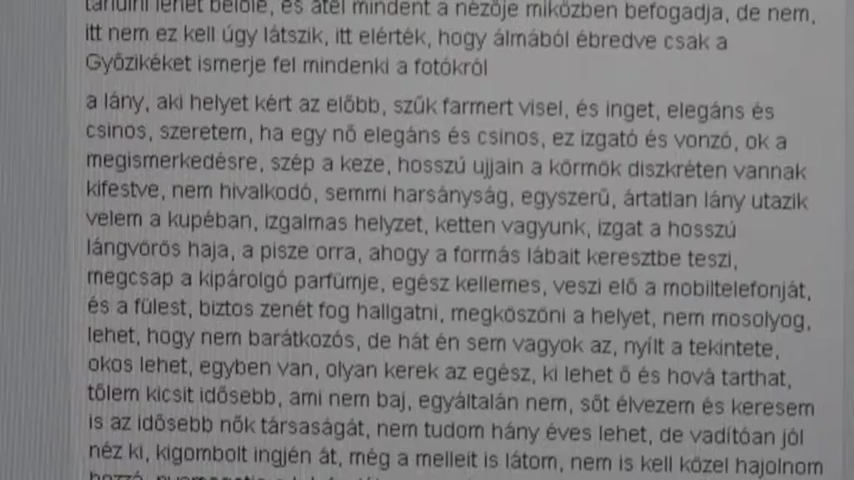 tanulni lehet belőle, és átél mindent a nézője miközben befogadja, de nem,
itt nem ez kell úgy látszik, itt elérték, hogy álmából ébredve csak a
Győzikéket ismerje fel mindenki a fotókról
a lány, aki helyet kért az előbb, szűk farmert visel, és inget, elegáns és
csinos, szeretem, ha egy nő elegáns és csinos, ez izgató és vonzó, ok a
megismerkedésre, szép a keze, hosszú ujjain a körmök diszkréten vannak
kifestve, nem hivalkodó, semmi harsányság, egyszerű, ártatlan lány utazik
velem a kupéban, izgalmas helyzet, ketten vagyunk, izgat a hosszú
lángvörös haja, a pisze orra, ahogy a formás lábait keresztbe teszi,
megcsap a kipárolgó parfümje, egész kellemes, veszi elő a mobiltelefonját,
és a fülest, biztos zenét fog hallgatni, megköszöni a helyet, nem mosolyog,
lehet, hogy nem barátkozós, de hát én sem vagyok az, nyílt a tekintete,
okos lehet, egyben van, olyan kerek az egész, ki lehet ő és hová tarthat,
tőlem kicsit idősebb, ami nem baj, egyáltalán nem, sőt élvezem és keresem
is az idősebb nők társaságát, nem tudom hány éves lehet, de vadítóan jól
néz ki, kigombolt ingjén át, még a melleit is látom, nem is kell közel hajolnom